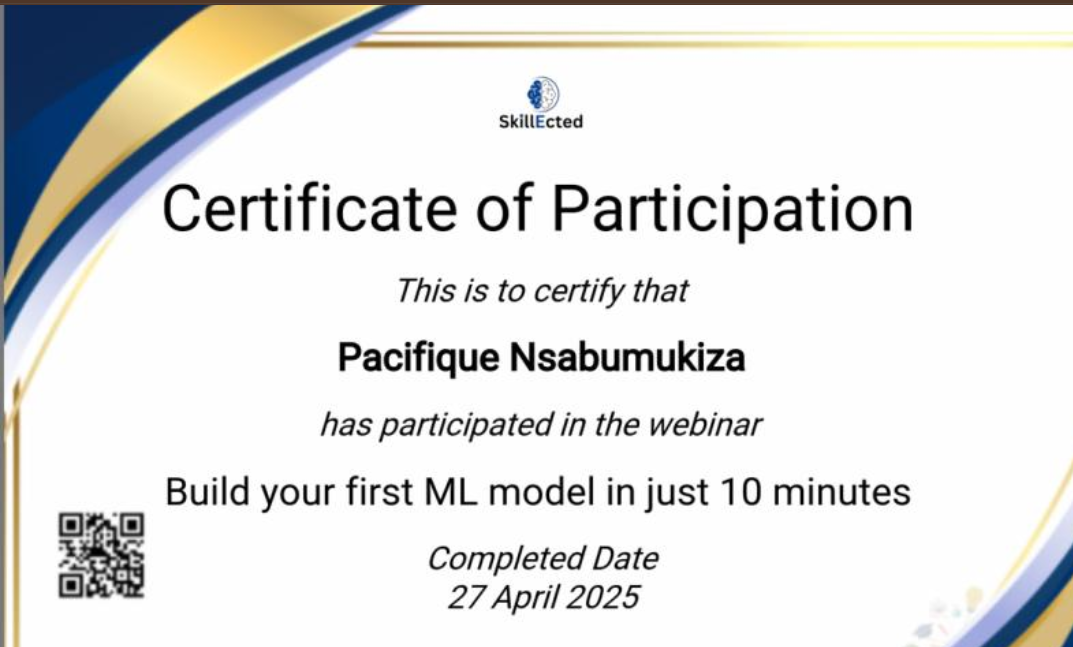 SkillEcted
Certificate of Participation
This is to certify that
Pacifique Nsabumukiza
has participated in the webinar
Build your first ML model in just 10 minutes
Completed Date
27 April 2025